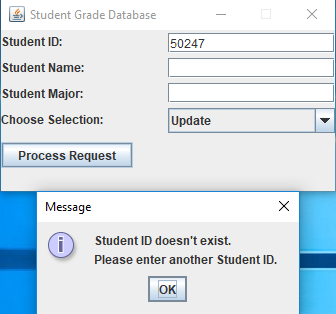 Student Grade Database
Student ID: 50247
Student Name:
Student Major:
Choose Selection: Update
Process Request
Message
Student ID doesn't exist.
Please enter another Student ID.
OK